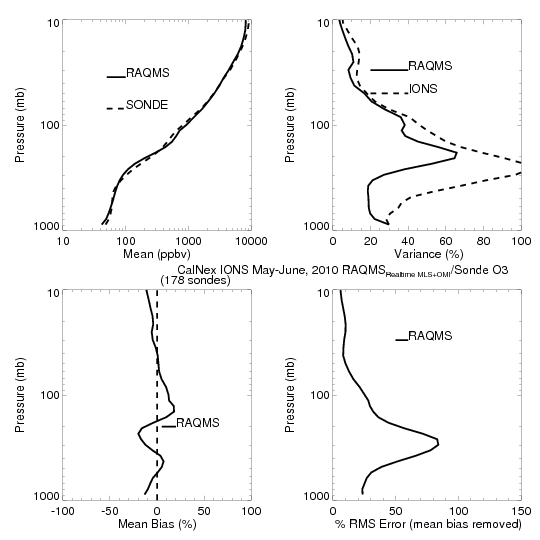 10
100
1000
Pressure (mb)
RAQMS
SONDE
10
100
1000
10000
Mean (ppbv)
10
100
1000
Pressure (mb)
RAQMS
IONS
0
20
40
60
80
100
Variance (%)
CalNex IONS May-June, 2010 RAQMS Realtime MLS+OMI/Sonde O3
(178 sondes)
10
100
1000
Pressure (mb)
RAQMS
-100
-50
0
50
100
Mean Bias (%)
10
100
1000
Pressure (mb)
RAQMS
0
50
100
150
% RMS Error (mean bias removed)